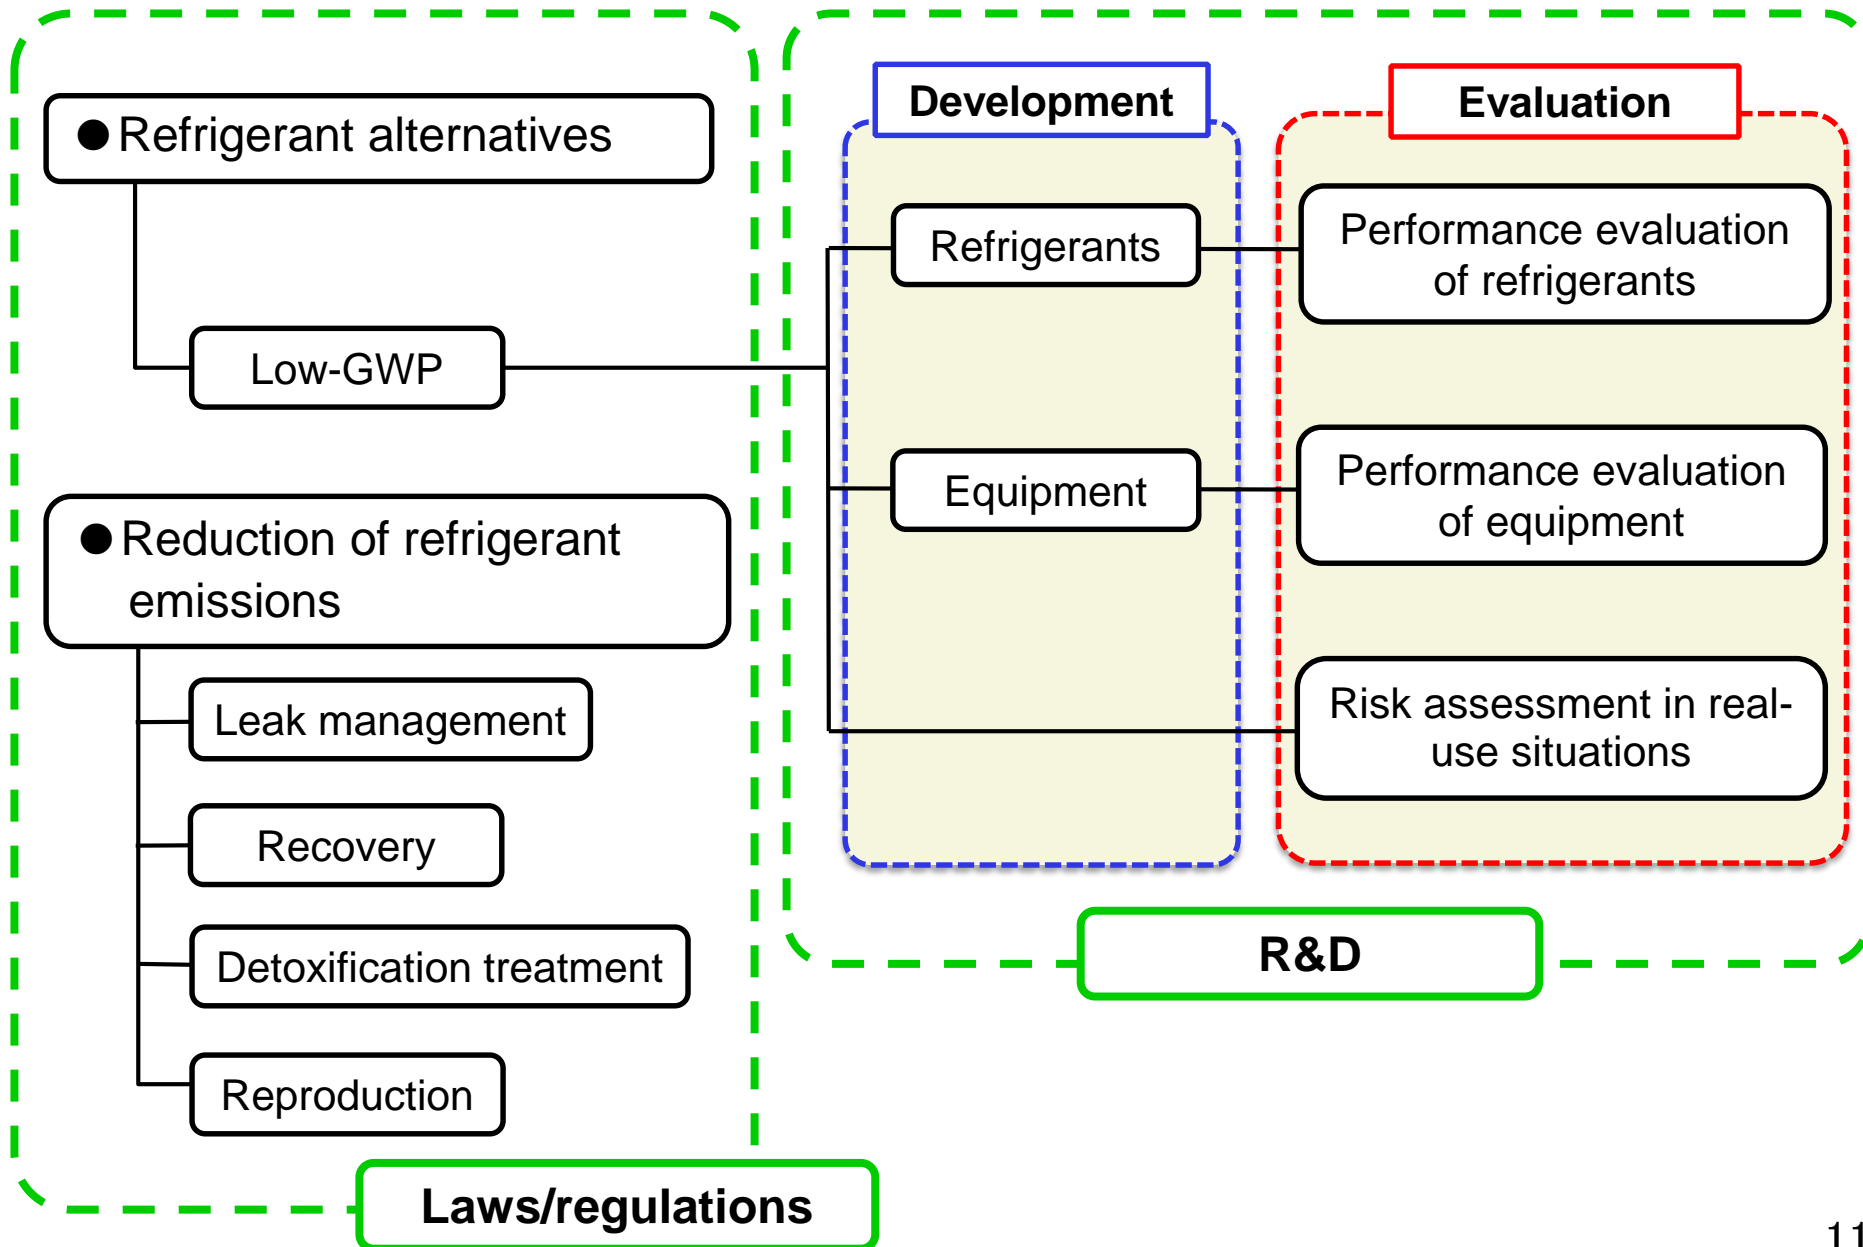 ● Refrigerant alternatives
Low-GWP
● Reduction of refrigerant
emissions
Leak management
Recovery
Detoxification treatment
Reproduction
Laws/regulations
Development
Refrigerants
Equipment
Evaluation
Performance evaluation
of refrigerants
Performance evaluation
of equipment
Risk assessment in real-
use situations
R&D
11